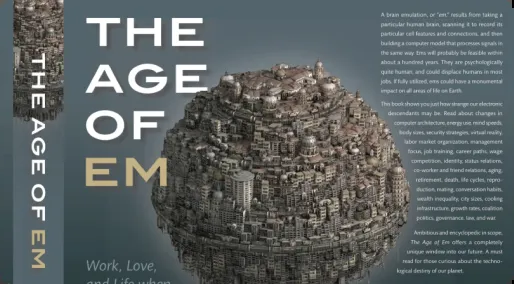 THE AGE OF EM
THE
AGE
OF
EM
Work, Love,
and Life when
A brain emulation, or "em," results from taking a
particular human brain, scanning it to record its
particular cell features and connections, and then
building a computer model that processes signals in
the same way. Ems will probably be feasible within
about a hundred years. They are psychologically
quite human, and could displace humans in most
jobs. If fully utilized, ems could have a monumental
impact on all areas of life on Earth.
This book shows you just how strange our electronic
descendants may be. Read about changes in
computer architecture, energy use, mind speeds,
body sizes, security strategies, virtual reality,
labor market organization, management
focus, job training, career paths, wage
competition, identity, status relations,
co-worker and friend relations, aging,
retirement, death, life cycles, repro-
duction, mating, conversation habits,
wealth inequality, city sizes, cooling
infrastructure, growth rates, coalition
politics, governance, law, and war.
Ambitious and encyclopedic in scope,
The Age of Em offers a completely
unique window into our future. A must
read for those curious about the techno-
logical destiny of our planet.